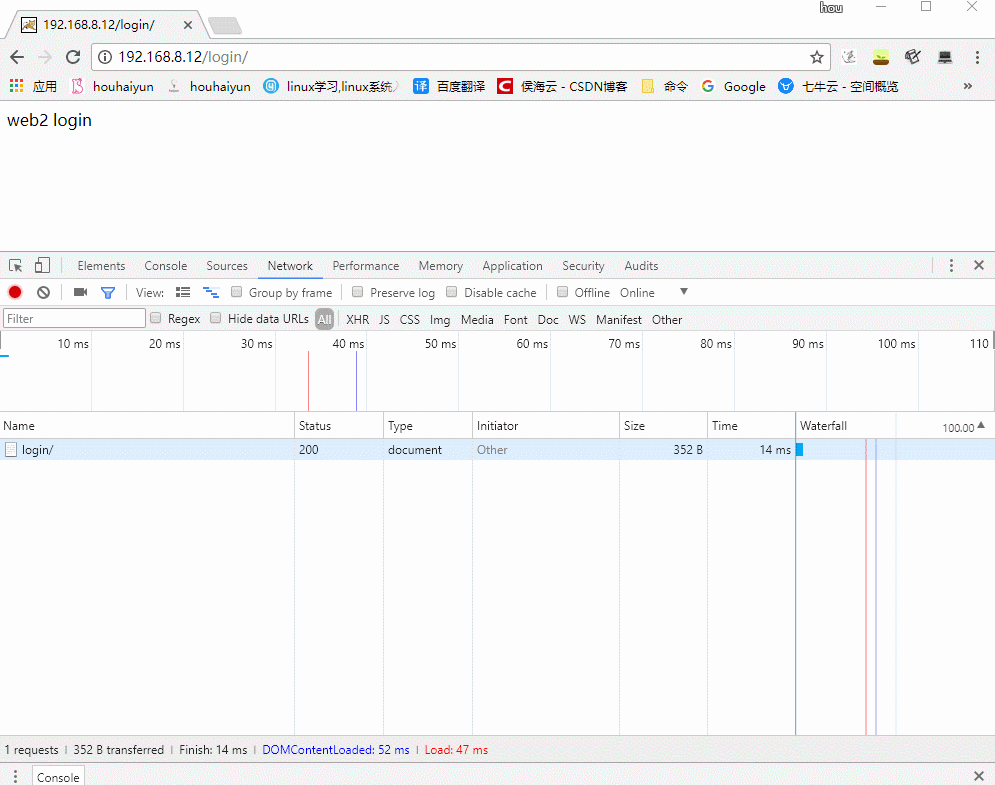 hou
192.168.8.12/login/
192.168.8.12/login/
应用 houhaiyun houhaiyun linux学习,linux系统 译 百度翻译 C 侯海云 - CSDN博客 命令 G Google 七牛云 - 空间概览 »
web2 login
Elements Console Sources Network Performance Memory Application Security Audits
View: Group by frame Preserve log Disable cache Offline Online
Filter Regex Hide data URLs All XHR JS CSS Img Media Font Doc WS Manifest Other
10 ms 20 ms 30 ms 40 ms 50 ms 60 ms 70 ms 80 ms 90 ms 100 ms 110
Name Status Type Initiator Size Time Waterfall 100.00
login/ 200 document Other 352 B 14 ms
1 requests | 352 B transferred | Finish: 14 ms | DOMContentLoaded: 52 ms | Load: 47 ms
Console